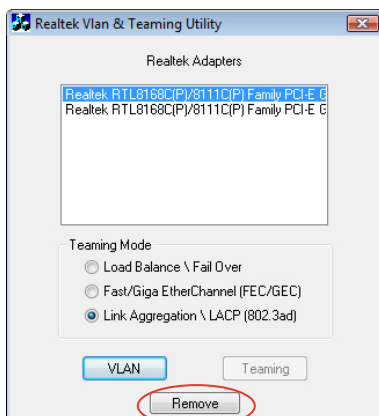 Realtek Vlan & Teaming Utility
Realtek Adapters
Realtek RTL8168C(P)/8111C(P) Family PCI-E G
Realtek RTL8168C(P)/8111C(P) Family PCI-E G
Teaming Mode
Load Balance \ Fail Over
Fast/Giga EtherChannel (FEC/GEC)
Link Aggregation \ LACP (802.3ad)
VLAN Teaming
Remove